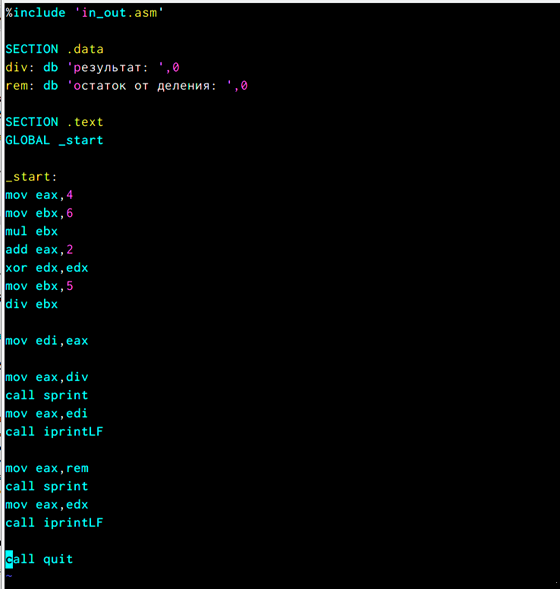 %include 'in_out.asm'
SECTION .data
div: db 'результат: ',0
rem: db 'остаток от деления: ',0
SECTION .text
GLOBAL _start
_start:
mov eax,4
mov ebx,6
mul ebx
add eax,2
xor edx,edx
mov ebx,5
div ebx
mov edi,eax
mov eax,div
call sprint
mov eax,edi
call iprintLF
mov eax,rem
call sprint
mov eax,edx
call iprintLF
call quit
~